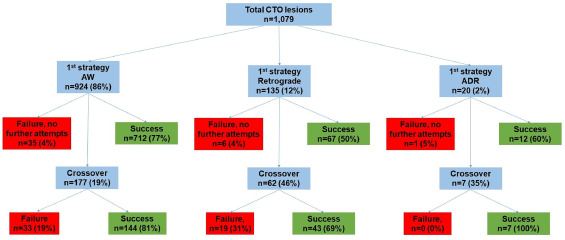 Total CTO lesions
n=1,079
1st strategy
AW
n=924 (86%)
1st strategy
Retrograde
n=135 (12%)
1st strategy
ADR
n=20 (2%)
Failure, no
further attempts
n=35 (4%)
Success
n=712 (77%)
Failure, no
further attempts
n=6 (4%)
Success
n=67 (50%)
Failure, no
further attempts
n=1 (5%)
Success
n=12 (60%)
Crossover
n=177 (19%)
Crossover
n=62 (46%)
Crossover
n=7 (35%)
Failure,
n=33 (19%)
Success
n=144 (81%)
Failure,
n=19 (31%)
Success
n=43 (69%)
Failure,
n=0 (0%)
Success
n=7 (100%)